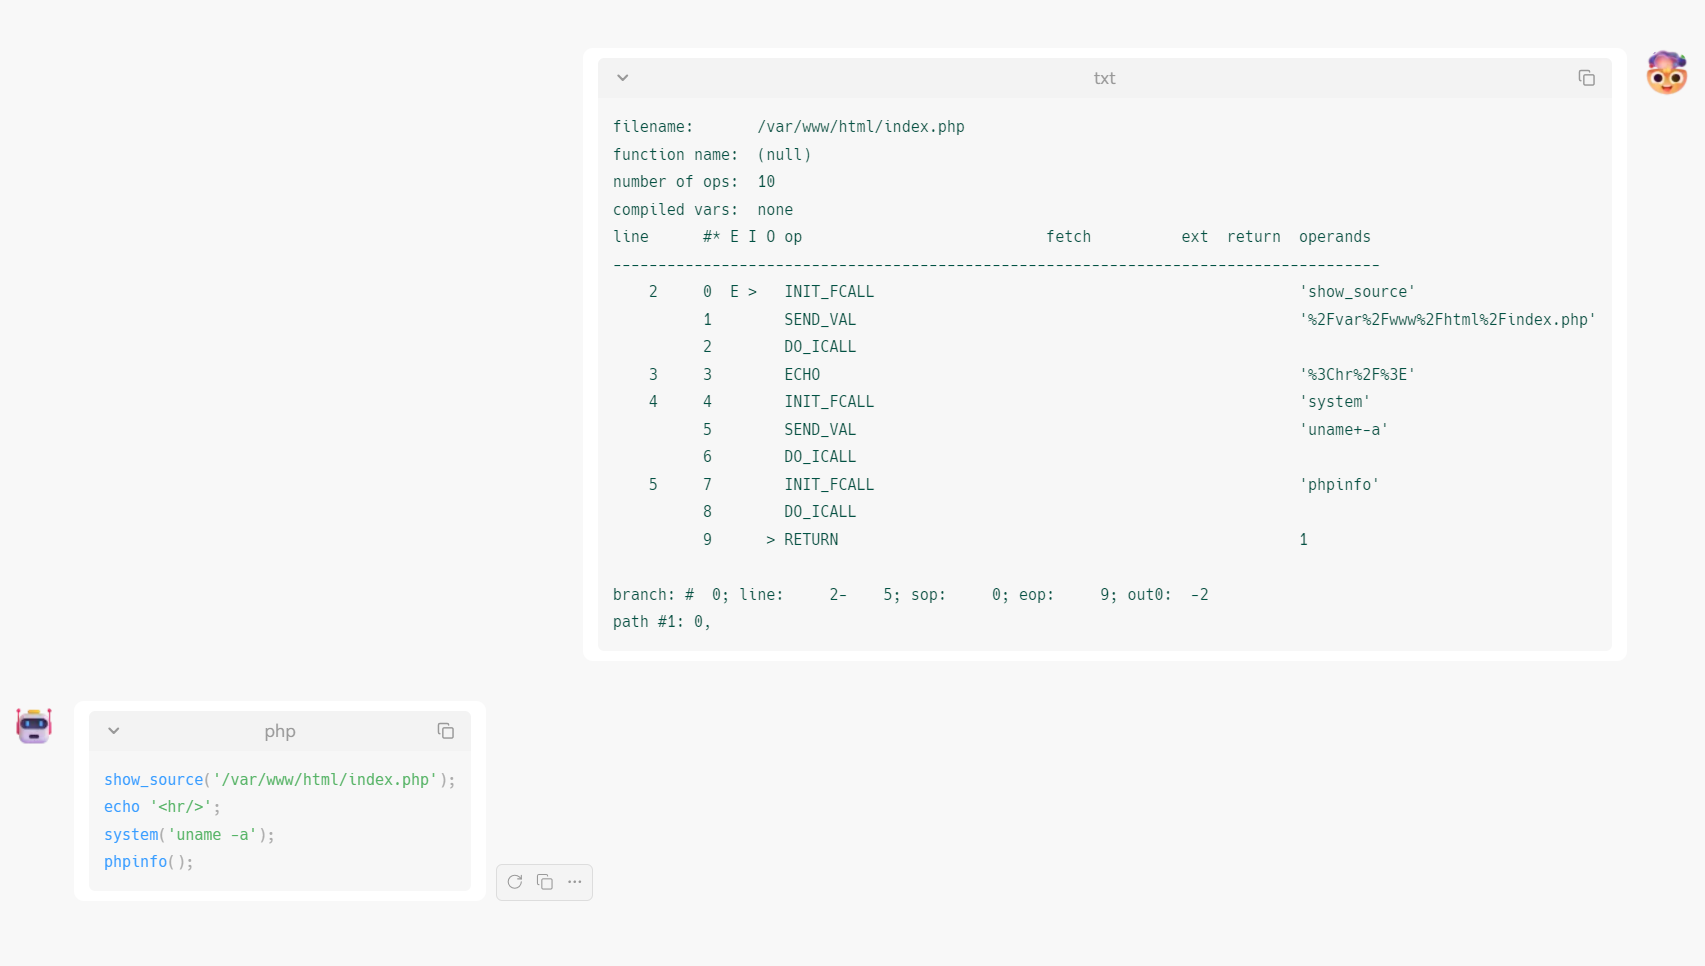 txt
filename:       /var/www/html/index.php
function name:  (null)
number of ops:  10
compiled vars:  none
line      #* E I O op                           fetch          ext  return  operands
-------------------------------------------------------------------------------------
    2     0  E >   INIT_FCALL                                               'show_source'
          1        SEND_VAL                                                 '%2Fvar%2Fwww%2Fhtml%2Findex.php'
          2        DO_ICALL
    3     3        ECHO                                                     '%3Chr%2F%3E'
    4     4        INIT_FCALL                                               'system'
          5        SEND_VAL                                                 'uname+-a'
          6        DO_ICALL
    5     7        INIT_FCALL                                               'phpinfo'
          8        DO_ICALL
          9      > RETURN                                                   1
branch: #  0; line:     2-    5; sop:     0; eop:     9; out0:  -2
path #1: 0,
php
show_source('/var/www/html/index.php');
echo '<hr/>';
system('uname -a');
phpinfo();